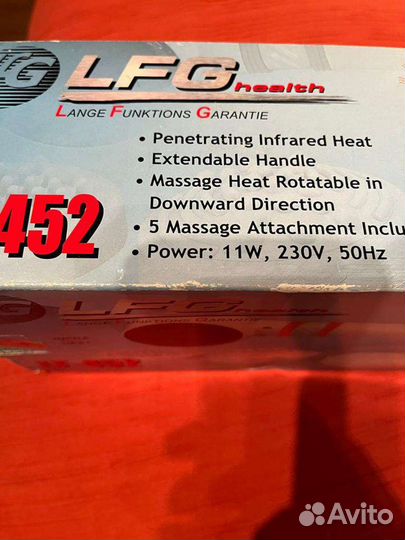 G LFG health
LANGE FUNKTIONS GARANTIE
• Penetrating Infrared Heat
• Extendable Handle
• Massage Heat Rotatable in
Downward Direction
• 5 Massage Attachment Inclu
• Power: 11W, 230V, 50Hz
452
LFG health
LANGE FUNKTIONS GARANTIE
Avito